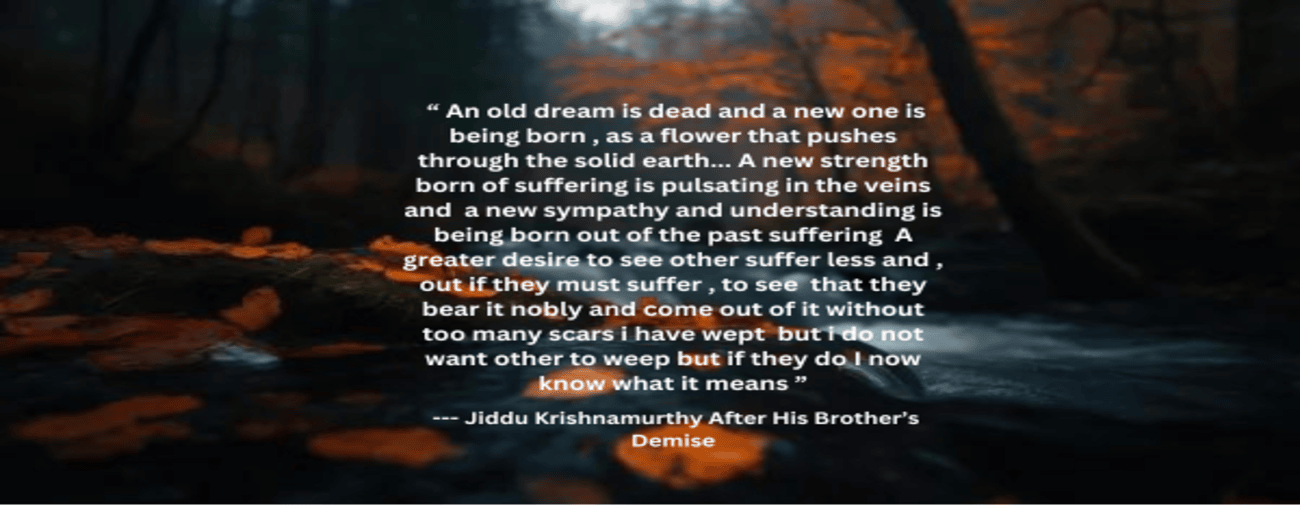 “ An old dream is dead and a new one is
being born , as a flower that pushes
through the solid earth... A new strength
born of suffering is pulsating in the veins
and a new sympathy and understanding is
being born out of the past suffering A
greater desire to see other suffer less and ,
out if they must suffer , to see that they
bear it nobly and come out of it without
too many scars i have wept but i do not
want other to weep but if they do I now
know what it means ”
--- Jiddu Krishnamurthy After His Brother’s
Demise